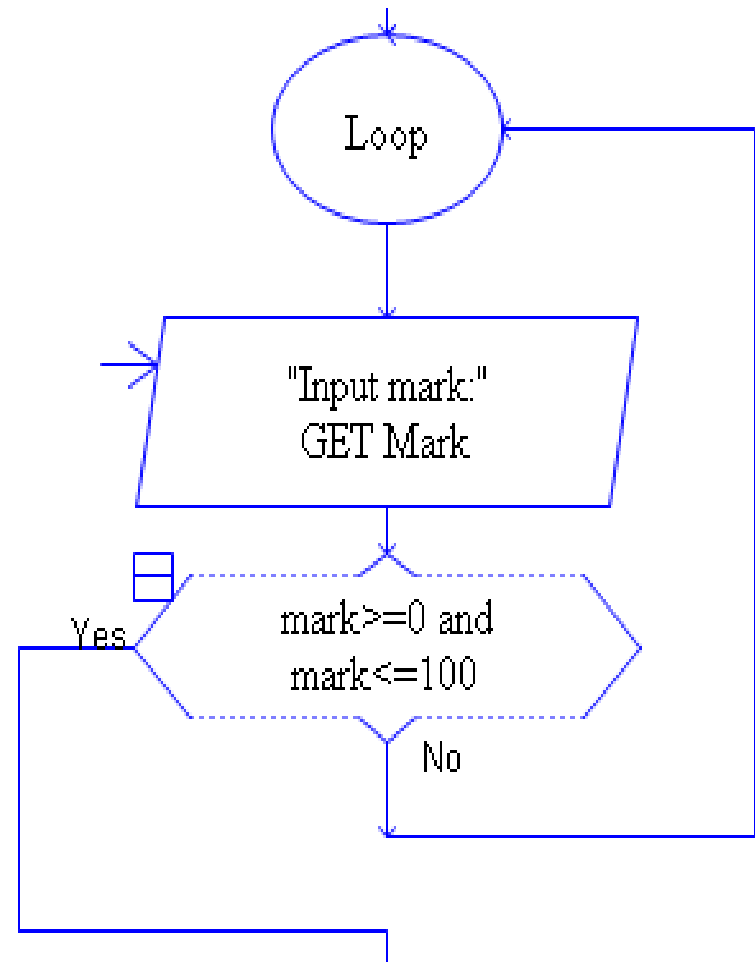 Loop
"Input mark:"
GET Mark
mark>=0 and
mark<=100
Yes
No